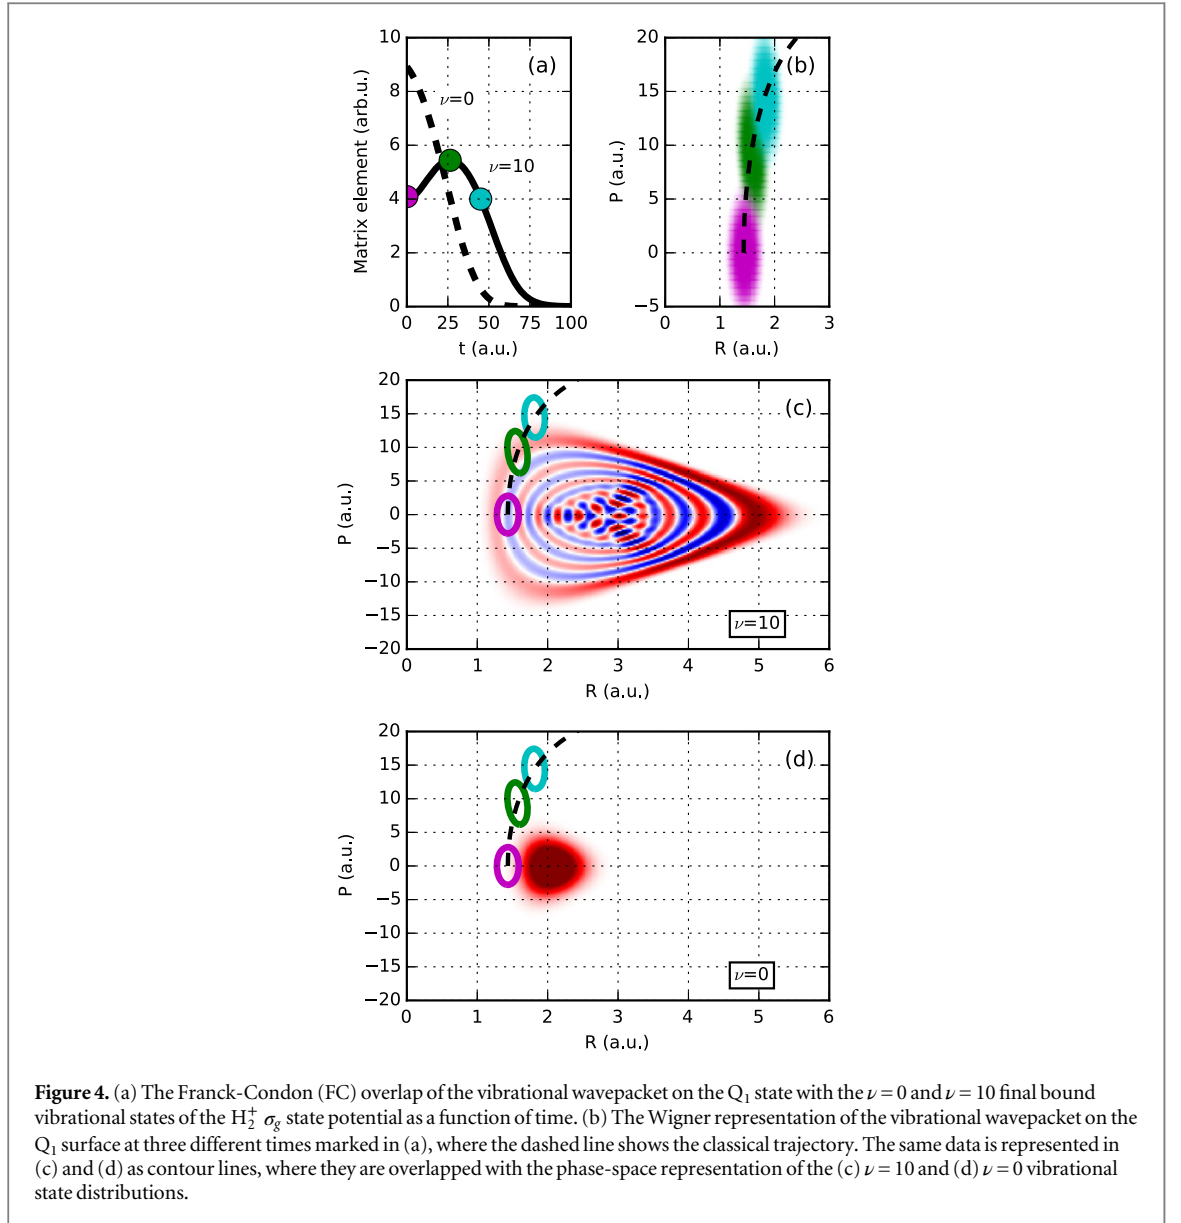 10
8
6
4
2
0
Matrix element (arb.u.)
(a)
ν=0
ν=10
0 25 50 75 100
t (a.u.)
20
15
10
5
0
−5
P (a.u.)
(b)
0 1 2 3
R (a.u.)
20
15
10
5
0
−5
−10
−15
−20
P (a.u.)
(c)
ν=10
0 1 2 3 4 5 6
R (a.u.)
20
15
10
5
0
−5
−10
−15
−20
P (a.u.)
(d)
ν=0
0 1 2 3 4 5 6
R (a.u.)
Figure 4. (a) The Franck-Condon (FC) overlap of the vibrational wavepacket on the Q₁ state with the ν = 0 and ν = 10 final bound
vibrational states of the H₂⁺ σg state potential as a function of time. (b) The Wigner representation of the vibrational wavepacket on the
Q₁ surface at three different times marked in (a), where the dashed line shows the classical trajectory. The same data is represented in
(c) and (d) as contour lines, where they are overlapped with the phase-space representation of the (c) ν = 10 and (d) ν = 0 vibrational
state distributions.